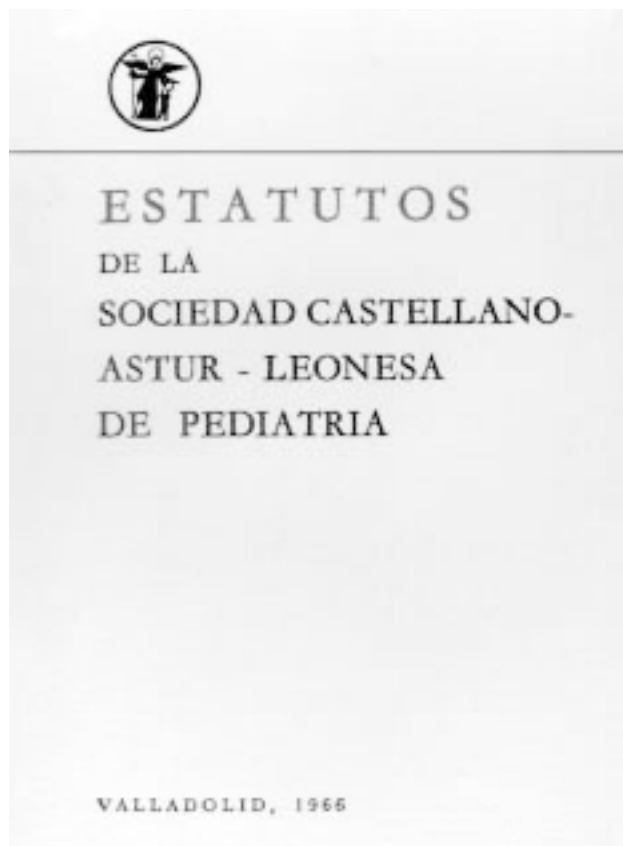 ESTATUTOS
DE LA
SOCIEDAD CASTELLANO-
ASTUR - LEONESA
DE PEDIATRIA
VALLADOLID, 1966